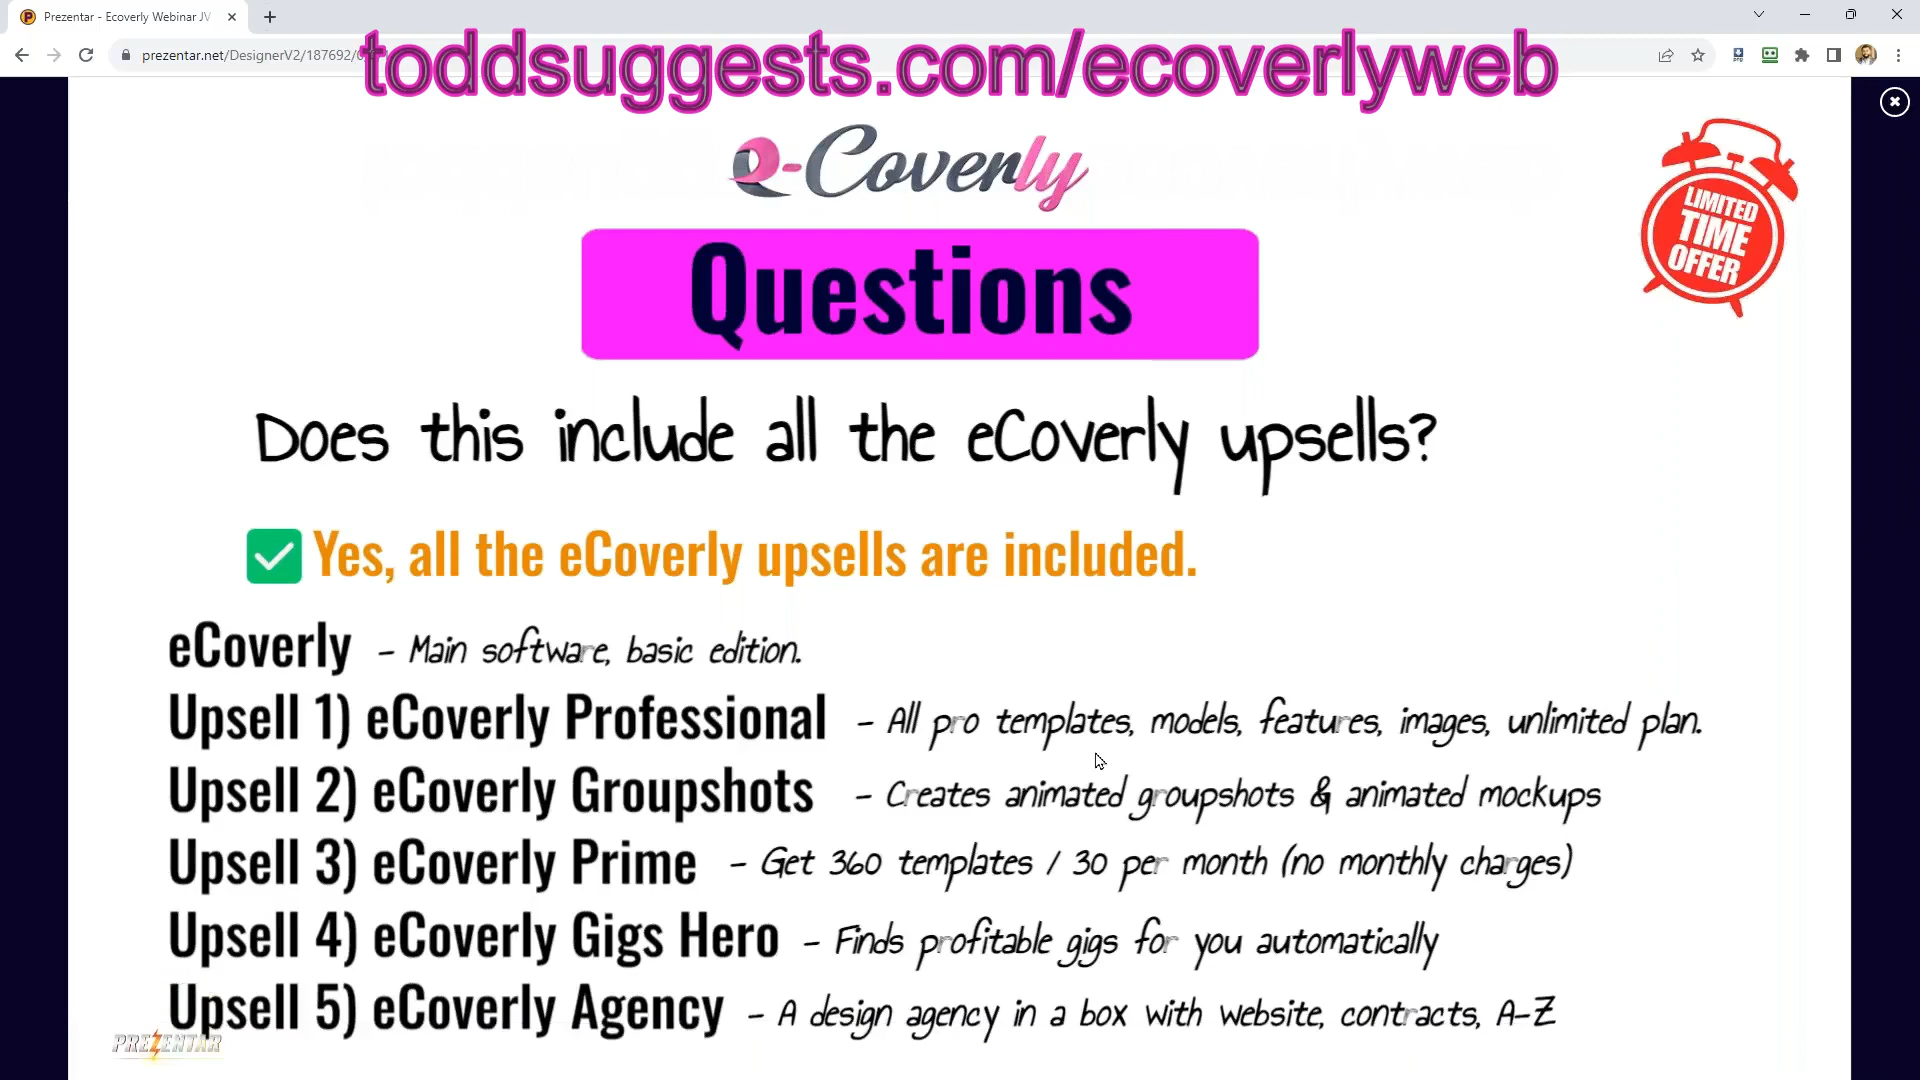 Prezentar - Ecoverly Webinar JV
prezentar.net/DesignerV2/187692/0
toddsuggests.com/ecoverlyweb
e-Coverly
LIMITED
TIME
OFFER
Questions
Does this include all the eCoverly upsells?
✅ Yes, all the eCoverly upsells are included.
eCoverly - Main software, basic edition.
Upsell 1) eCoverly Professional - All pro templates, models, features, images, unlimited plan.
Upsell 2) eCoverly Groupshots - Creates animated groupshots & animated mockups
Upsell 3) eCoverly Prime - Get 360 templates / 30 per month (no monthly charges)
Upsell 4) eCoverly Gigs Hero - Finds profitable gigs for you automatically
Upsell 5) eCoverly Agency - A design agency in a box with website, contracts, A-Z
PREZENTAR